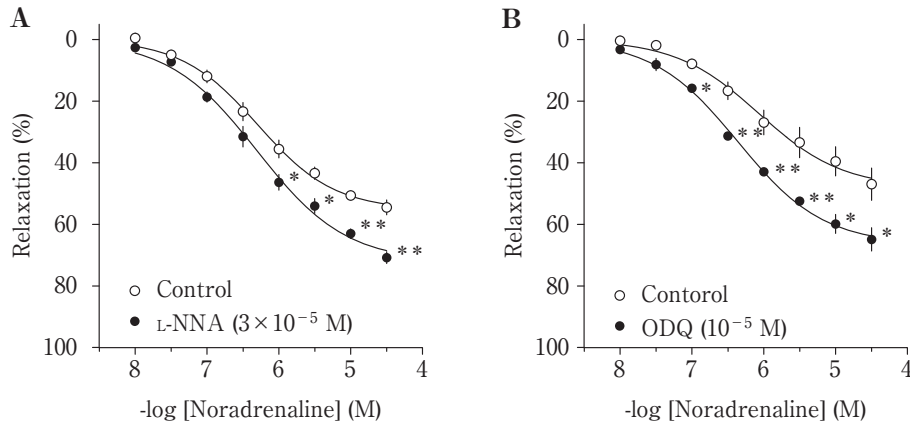 A
0
20
40
60
80
100
Relaxation (%)
*
*
* *
* *
Control
L-NNA (3×10⁻⁵ M)
8 7 6 5 4
-log [Noradrenaline] (M)
B
0
20
40
60
80
100
Relaxation (%)
*
* *
* *
* *
*
*
Contorol
ODQ (10⁻⁵ M)
8 7 6 5 4
-log [Noradrenaline] (M)